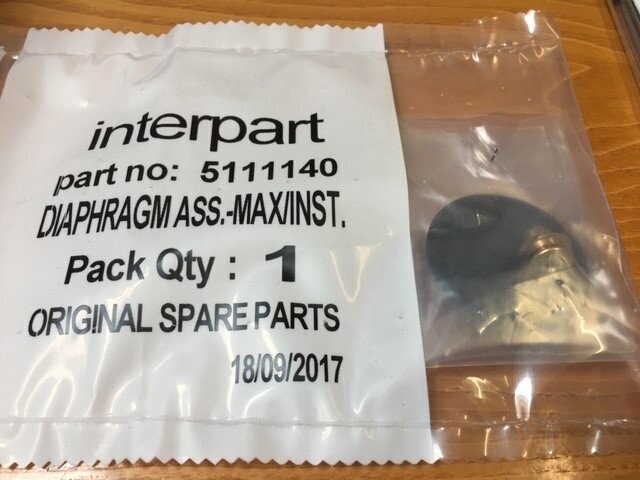 interpart
part no: 5111140
DIAPHRAGM ASS.-MAX/INST.
Pack Qty : 1
ORIGINAL SPARE PARTS
18/09/2017